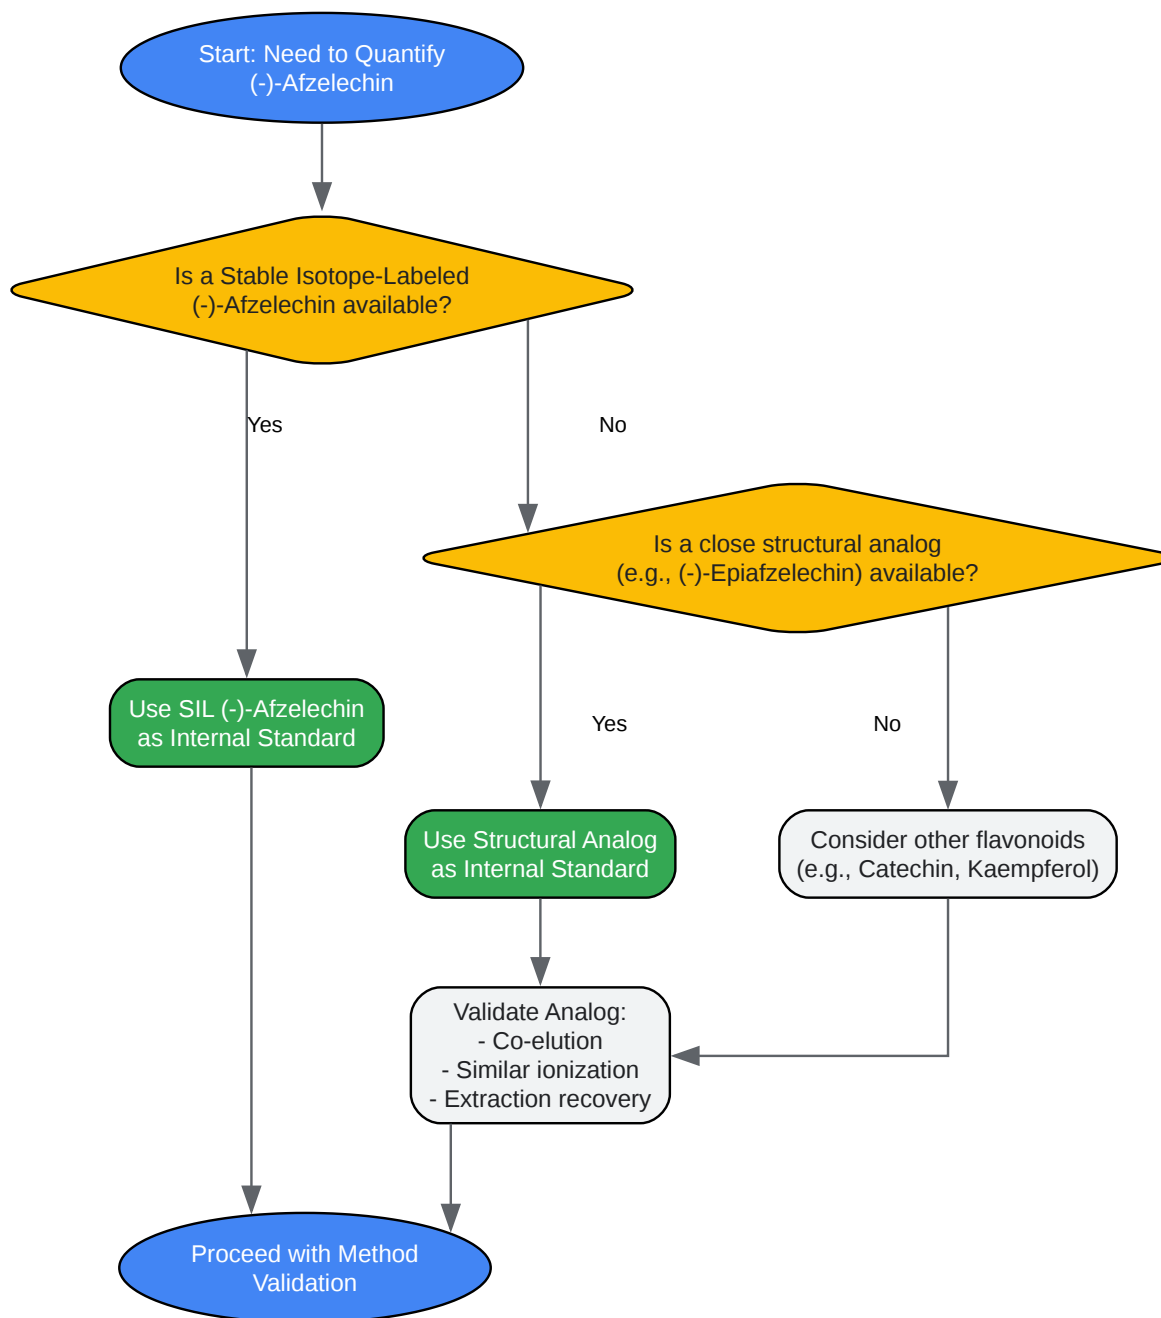 Start: Need to Quantify
(-)-Afzelechin
Is a Stable Isotope-Labeled
(-)-Afzelechin available?
Yes
No
Is a close structural analog
(e.g., (-)-Epiafzelechin) available?
Use SIL (-)-Afzelechin
as Internal Standard
Yes
No
Use Structural Analog
as Internal Standard
Consider other flavonoids
(e.g., Catechin, Kaempferol)
Validate Analog:
- Co-elution
- Similar ionization
- Extraction recovery
Proceed with Method
Validation